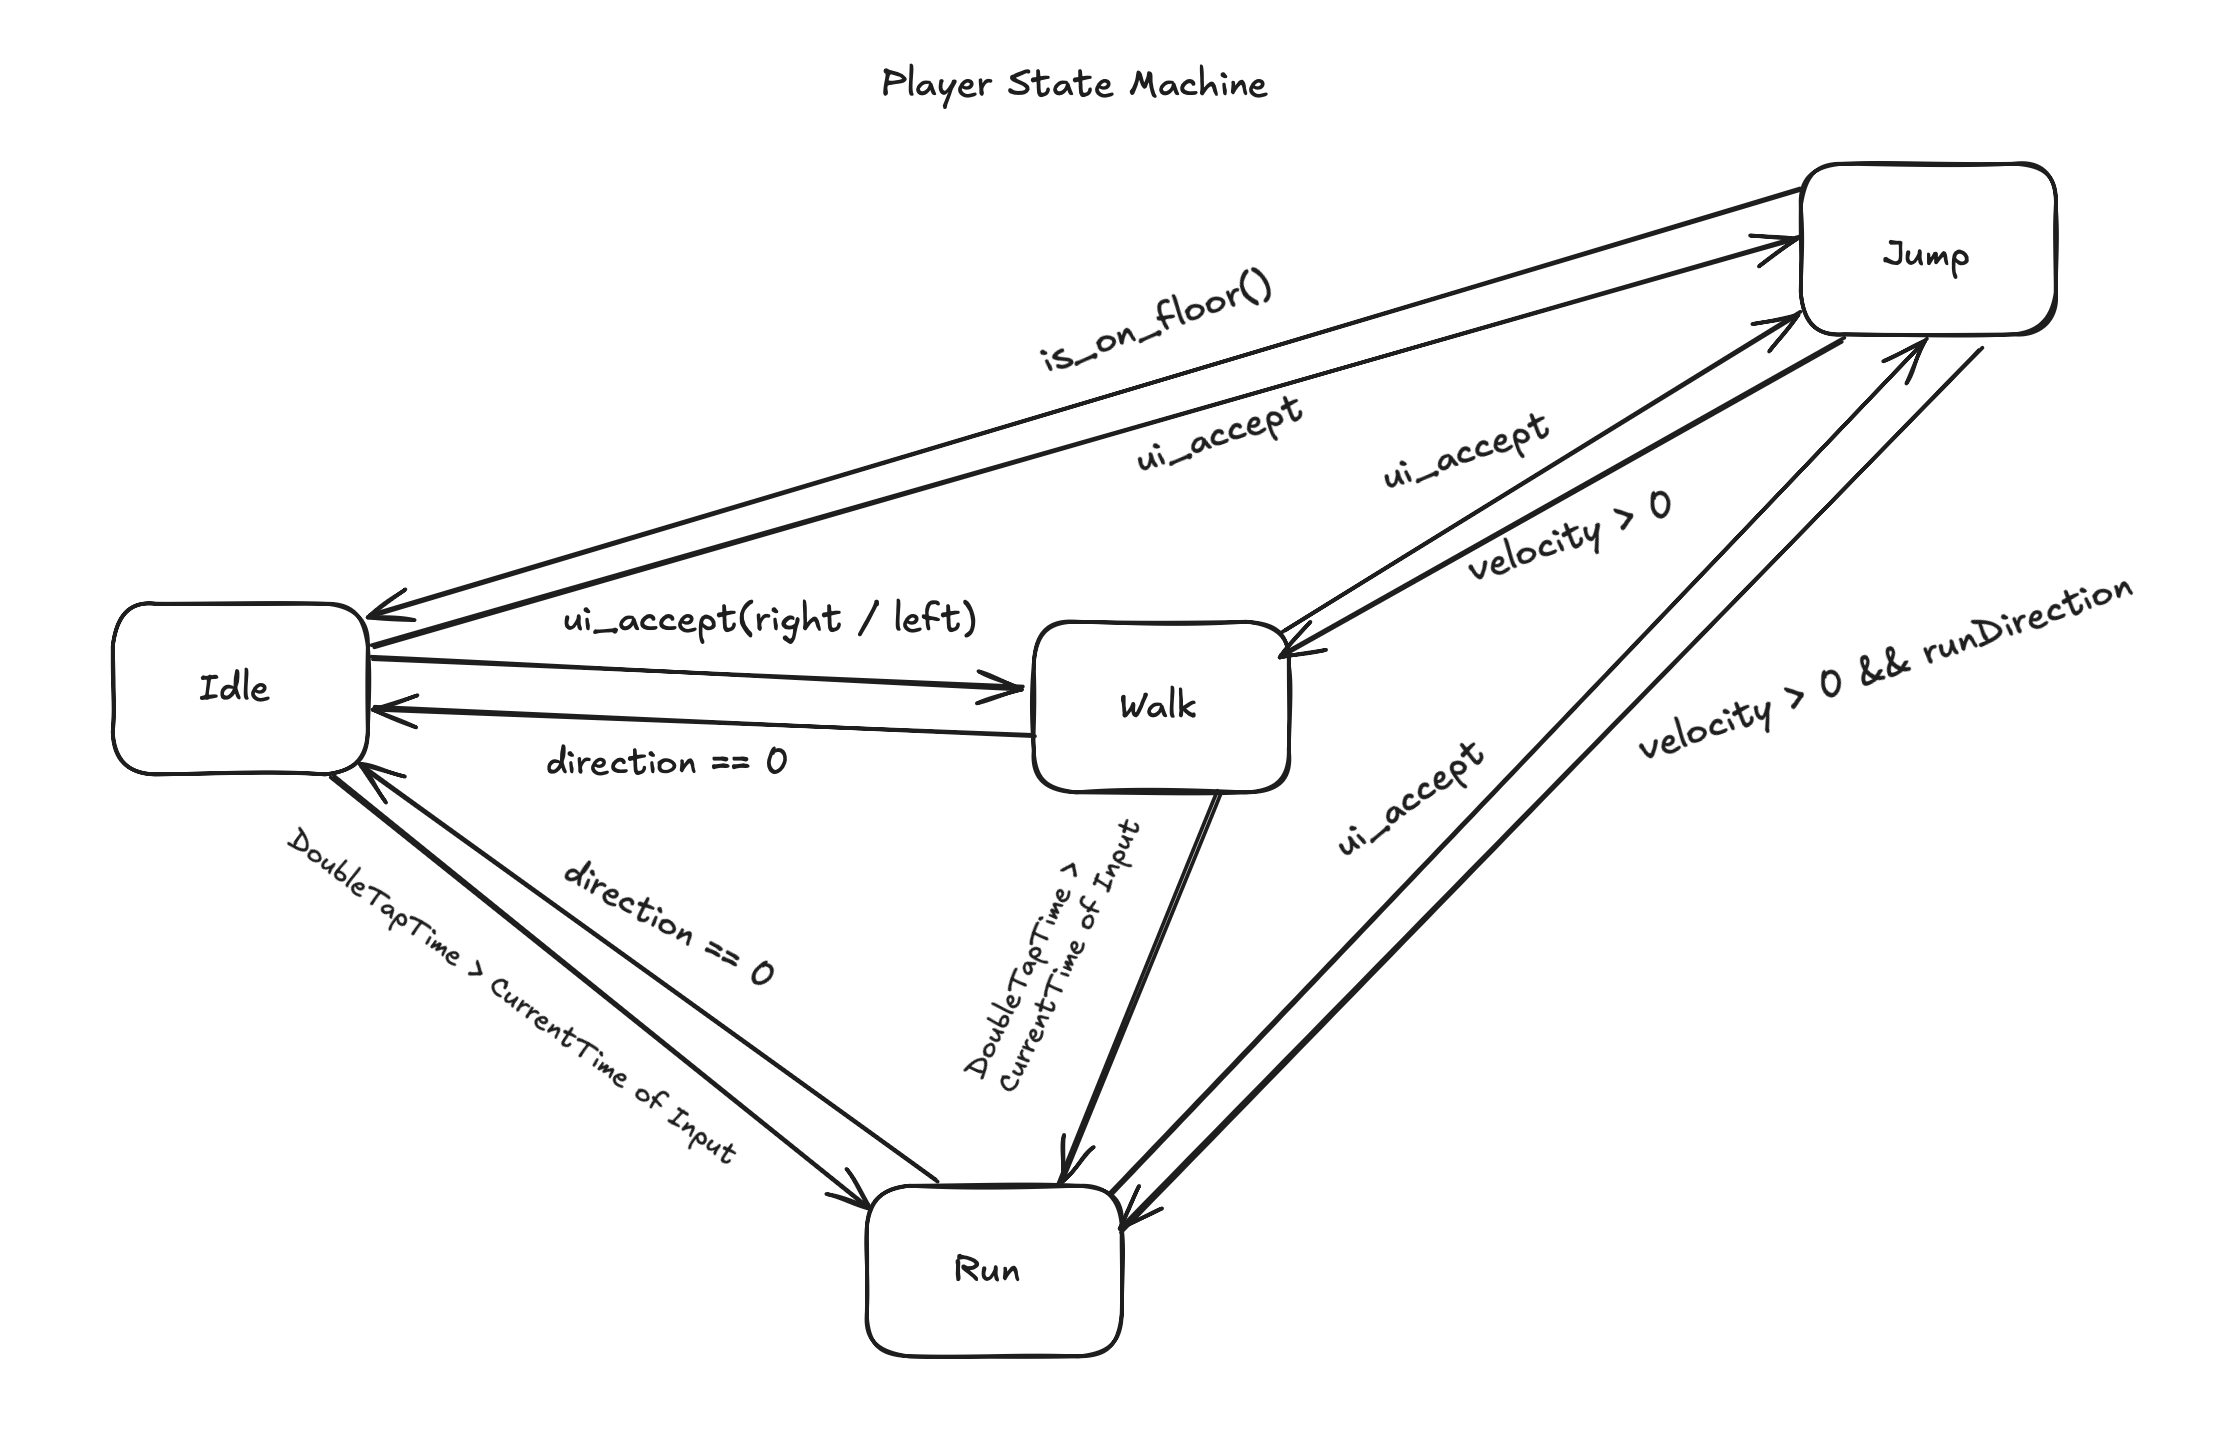 Player State Machine
Jump
is_on_floor()
ui_accept
ui_accept
velocity > 0
ui_accept(right / left)
Idle
Walk
direction == 0
velocity > 0 && runDirection
ui_accept
DoubleTapTime >
CurrentTime of Input
direction == 0
DoubleTapTime > CurrentTime of Input
Run